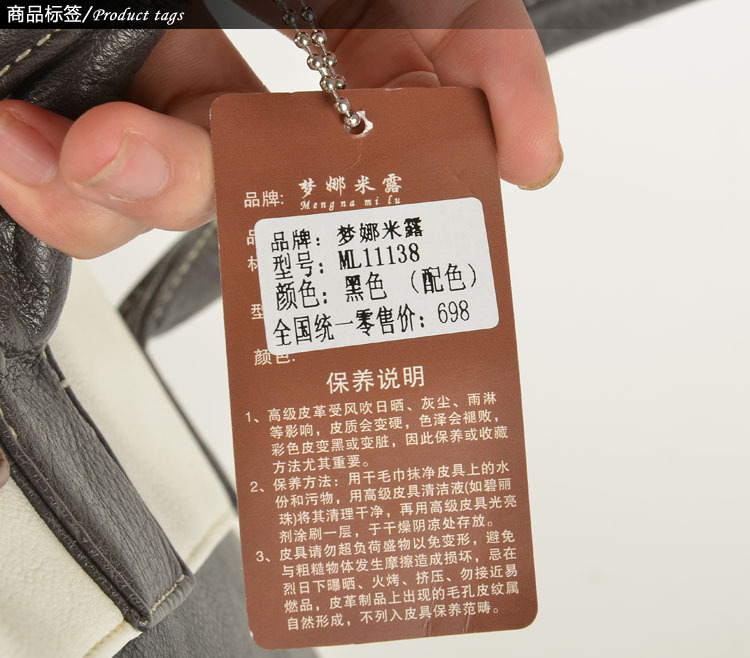 商品标签/Product tags
品牌: 梦娜米露
Mengna mi lu
品牌：梦娜米露
型号：ML11138
颜色：黑色 （配色）
全国统一零售价：698
颜色:
保养说明
1、高级皮革受风吹日晒、灰尘、雨淋
等影响，皮质会变硬，色泽会褪败，
彩色皮变黑或变脏，因此保养或收藏
方法尤其重要。
2、保养方法：用干毛巾抹净皮具上的水
份和污物，用高级皮具清洁液(如碧丽
珠)将其清理干净，再用高级皮具光亮
剂涂刷一层，于干燥阴凉处存放。
3、皮具请勿超负荷盛物以免变形，避免
与粗糙物体发生摩擦造成损坏，忌在
烈日下曝晒、火烤、挤压、勿接近易
燃品，皮革制品上出现的毛孔皮纹属
自然形成，不列入皮具保养范畴。